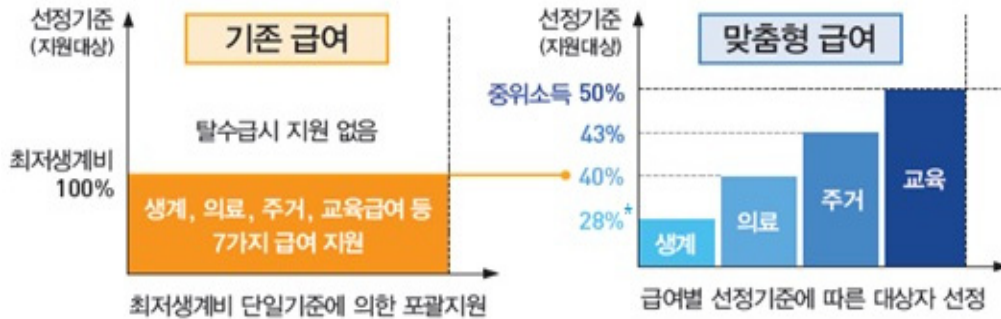 선정기준
(지원대상)
기존 급여
탈수급시 지원 없음
최저생계비
100%
생계, 의료, 주거, 교육급여 등
7가지 급여 지원
최저생계비 단일기준에 의한 포괄지원
선정기준
(지원대상)
맞춤형 급여
중위소득 50%
43%
40%
28%*
생계
의료
주거
교육
급여별 선정기준에 따른 대상자 선정